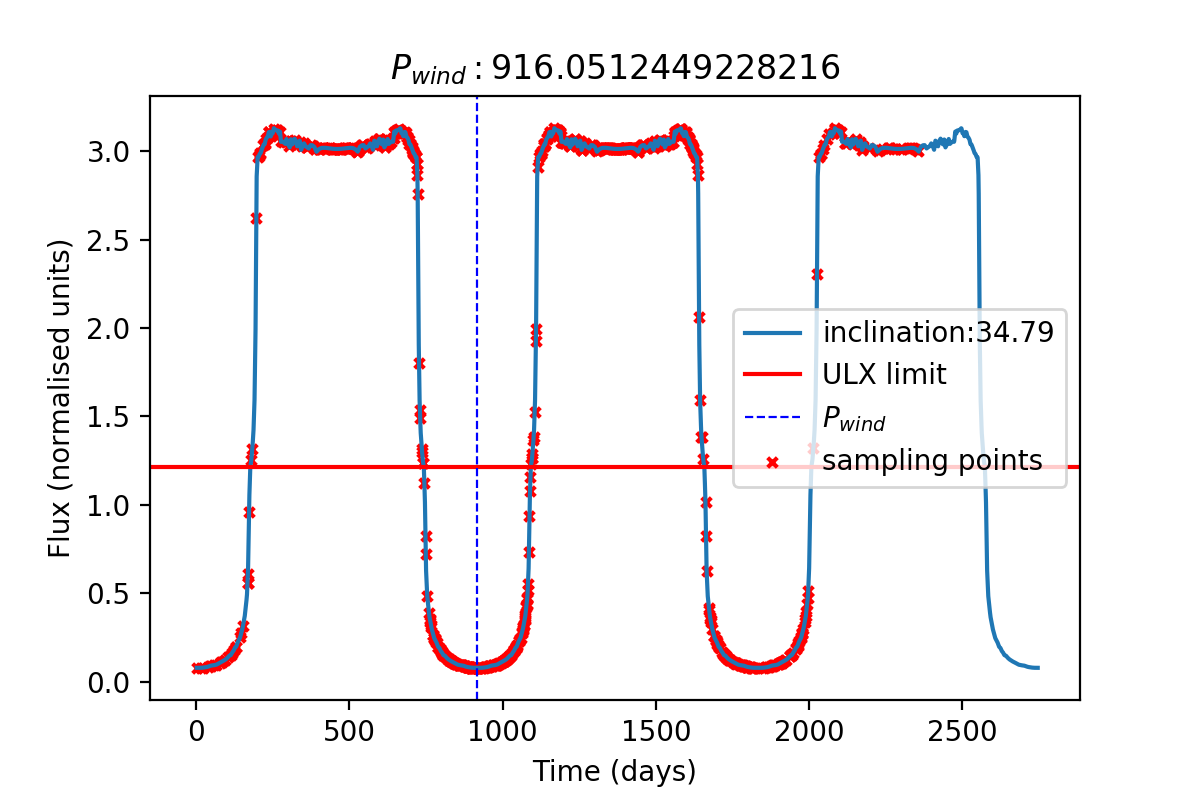 P_wind : 916.0512449228216
Flux (normalised units)
3.0
2.5
2.0
1.5
1.0
0.5
0.0
inclination:34.79
ULX limit
P_wind
sampling points
0 500 1000 1500 2000 2500
Time (days)